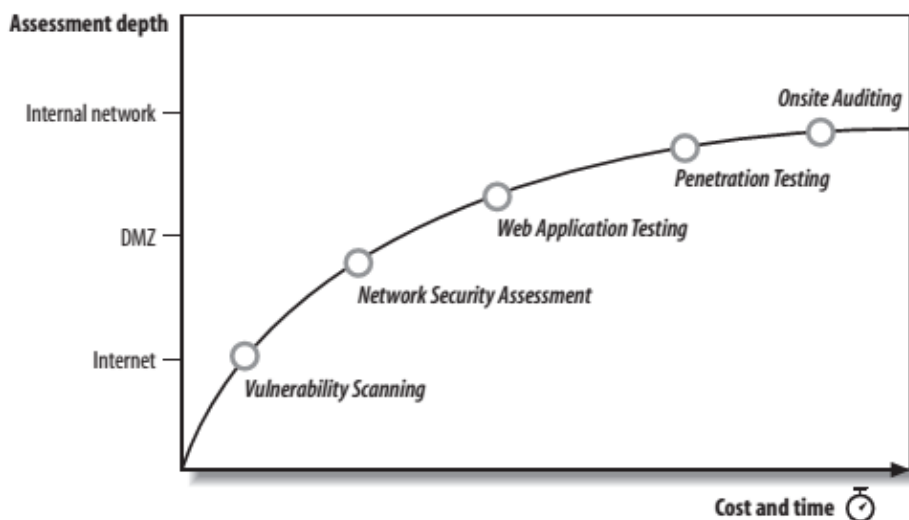 Assessment depth
Internal network
Onsite Auditing
Penetration Testing
DMZ
Web Application Testing
Network Security Assessment
Internet
Vulnerability Scanning
Cost and time